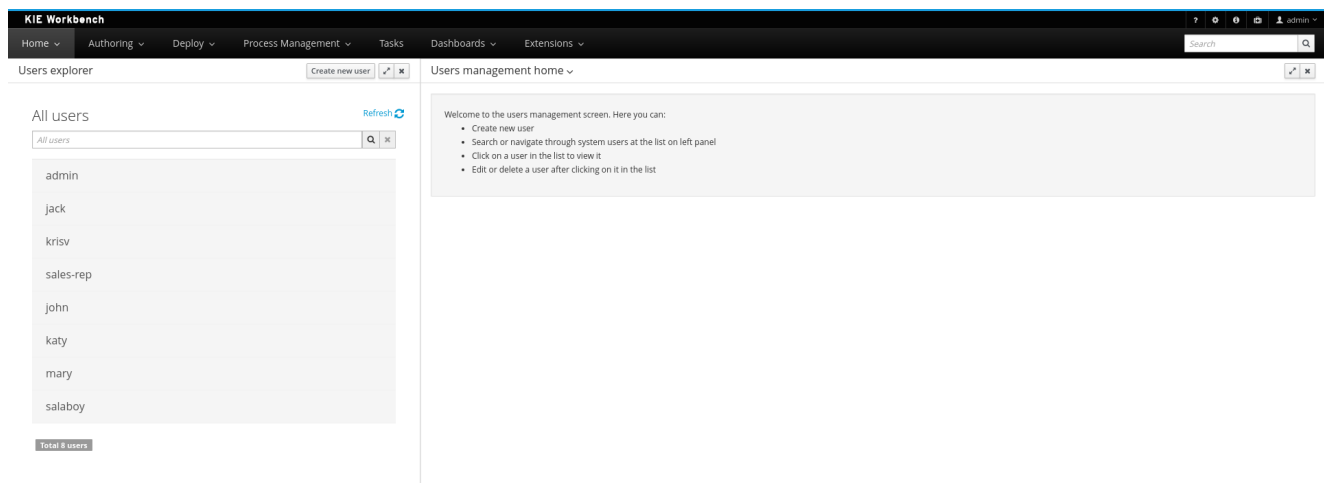 KIE Workbench
admin
Home Authoring Deploy Process Management Tasks Dashboards Extensions
Search
Users explorer
Create new user
All users
Refresh
All users
admin
jack
krisv
sales-rep
john
katy
mary
salaboy
Total 8 users
Users management home
Welcome to the users management screen. Here you can:
• Create new user
• Search or navigate through system users at the list on left panel
• Click on a user in the list to view it
• Edit or delete a user after clicking on it in the list